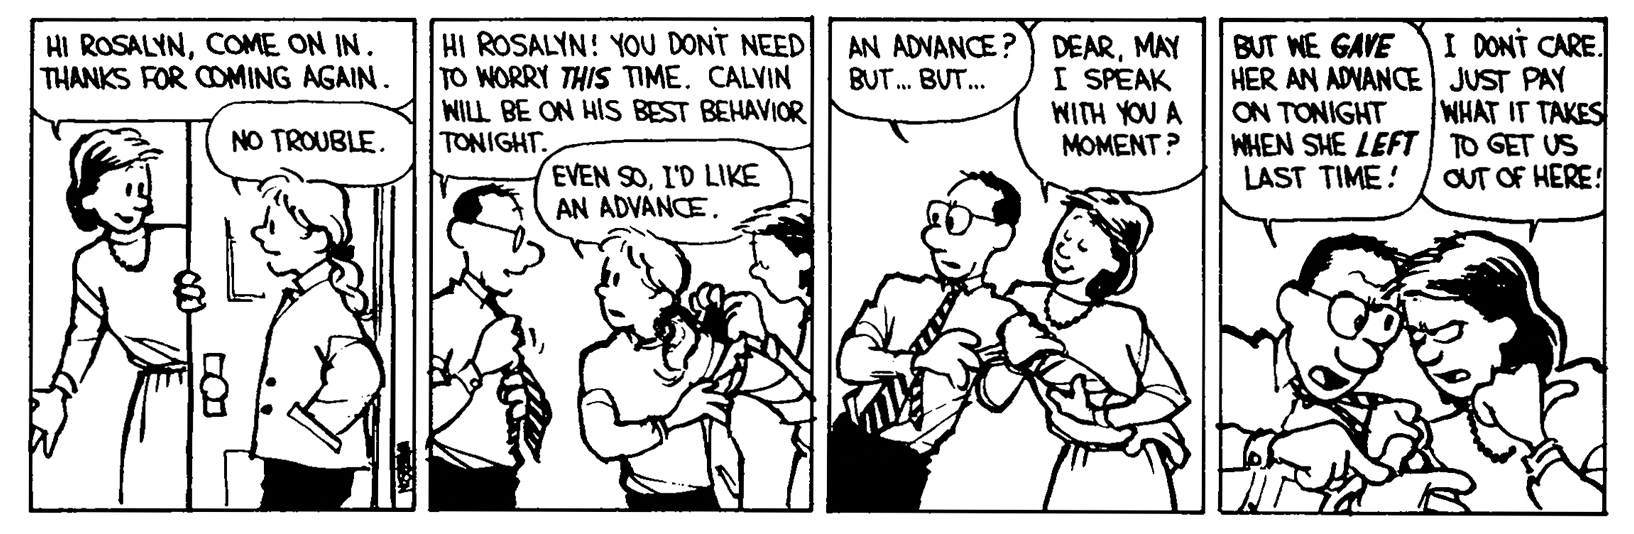 HI ROSALYN, COME ON IN.
THANKS FOR COMING AGAIN.
NO TROUBLE.
HI ROSALYN! YOU DON'T NEED
TO WORRY THIS TIME. CALVIN
WILL BE ON HIS BEST BEHAVIOR
TONIGHT.
EVEN SO, I'D LIKE
AN ADVANCE.
AN ADVANCE?
BUT... BUT...
DEAR, MAY
I SPEAK
WITH YOU A
MOMENT?
BUT WE GAVE
HER AN ADVANCE
ON TONIGHT
WHEN SHE LEFT
LAST TIME!
I DON'T CARE.
JUST PAY
WHAT IT TAKES
TO GET US
OUT OF HERE!